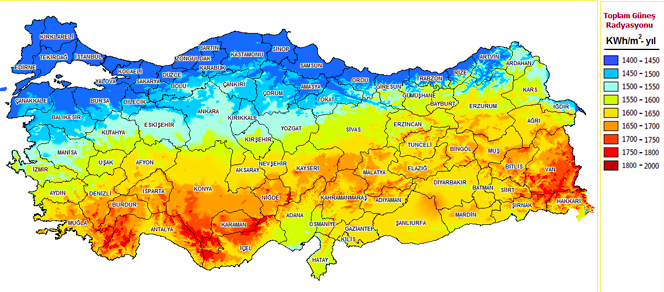 Toplam Güneş
Radyasyonu
KWh/m²- yıl
1400 - 1450
1450 - 1500
1500 - 1550
1550 - 1600
1600 - 1650
1650 - 1700
1700 - 1750
1750 - 1800
1800 - 2000
KIRKLARELİ
EDİRNE
TEKİRDAĞ
İSTANBUL
KOCAELİ
YALOVA
SAKARYA
DÜZCE
BOLU
ZONGULDAK
BARTIN
KARABÜK
KASTAMONU
SİNOP
SAMSUN
ORDU
GİRESUN
TRABZON
RİZE
ARTVİN
ARDAHAN
KARS
IĞDIR
AĞRI
ERZURUM
BAYBURT
GÜMÜŞHANE
ÇANAKKALE
BALIKESİR
BURSA
BİLECİK
ESKİŞEHİR
KÜTAHYA
ANKARA
ÇANKIRI
ÇORUM
AMASYA
TOKAT
KIRIKKALE
YOZGAT
SİVAS
ERZİNCAN
TUNCELİ
BİNGÖL
MUŞ
BİTLİS
VAN
HAKKARİ
ŞIRNAK
SİİRT
BATMAN
MARDİN
DİYARBAKIR
ELAZIĞ
MALATYA
ADIYAMAN
ŞANLIURFA
GAZİANTEP
KİLİS
KAHRAMANMARAŞ
OSMANİYE
HATAY
ADANA
İÇEL
KARAMAN
NİĞDE
KAYSERİ
NEVŞEHİR
KIRŞEHİR
AKSARAY
KONYA
ANTALYA
ISPARTA
BURDUR
AFYON
UŞAK
DENİZLİ
MUĞLA
AYDIN
İZMİR
MANİSA